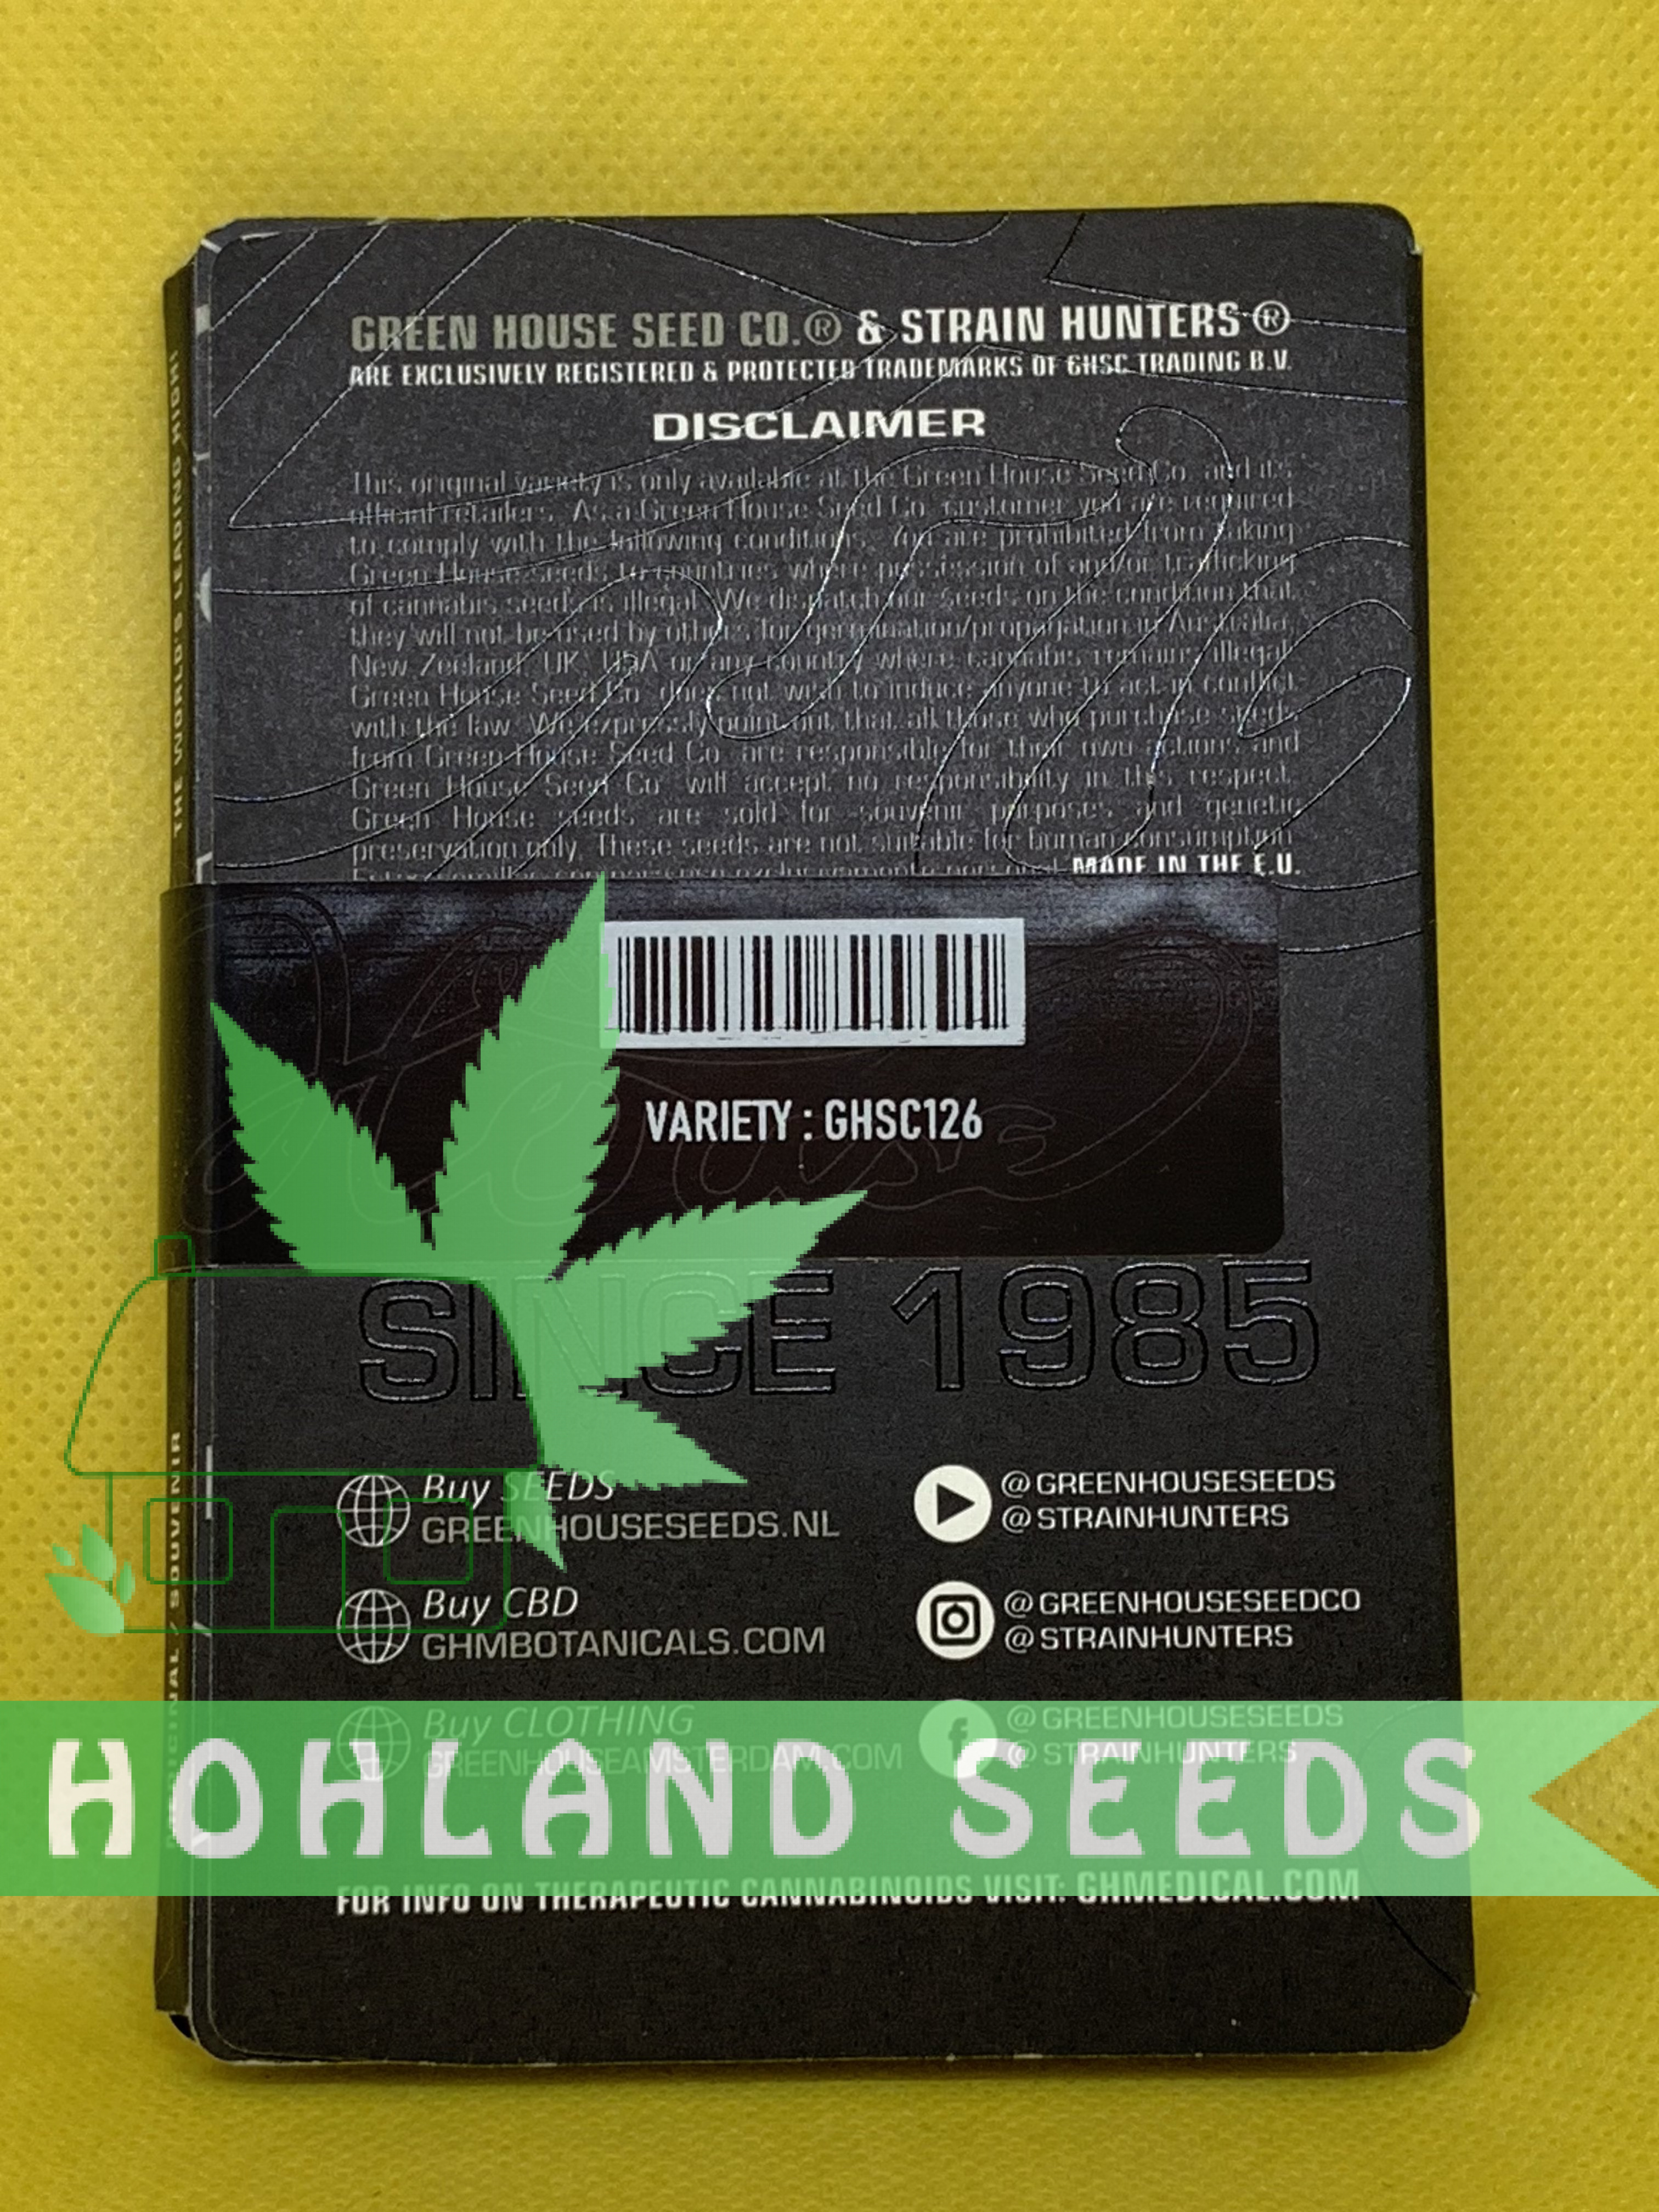 GREEN HOUSE SEED CO.® & STRAIN HUNTERS ®
ARE EXCLUSIVELY REGISTERED & PROTECTED TRADEMARKS OF GHSC TRADING B.V.
DISCLAIMER
This original variety is only available at the Green House Seed Co. and its
official retailers. As a Green House Seed Co. customer you are required
to comply with the following conditions. You are prohibited from taking
Green House seeds to countries where possession of and/or trafficking
of cannabis seeds is illegal. We dispatch our seeds on the condition that
they will not be used by others for germination/propagation in Australia,
New Zeeland, UK, USA or any country where cannabis remains illegal.
Green House Seed Co. does not wish to induce anyone to act in conflict
with the law. We expressly point out that all those who purchase seeds
from Green House Seed Co. are responsible for their own actions and
Green House Seed Co. will accept no responsibility in this respect.
Green House seeds are sold for souvenir purposes and genetic
preservation only. These seeds are not suitable for human consumption.
MADE IN THE E.U.
VARIETY : GHSC126
SINCE 1985
Buy SEEDS
GREENHOUSESEEDS.NL
@GREENHOUSESEEDS
@STRAINHUNTERS
Buy CBD
GHMBOTANICALS.COM
@GREENHOUSESEEDCO
@STRAINHUNTERS
Buy CLOTHING
GREENHOUSEAMSTERDAM.COM
@GREENHOUSESEEDS
@STRAINHUNTERS
HOHLAND SEEDS
FOR INFO ON THERAPEUTIC CANNABINOIDS VISIT: GHMEDICAL.COM
THE WORLD'S LEADING HIGH!
/ SOUVENIR